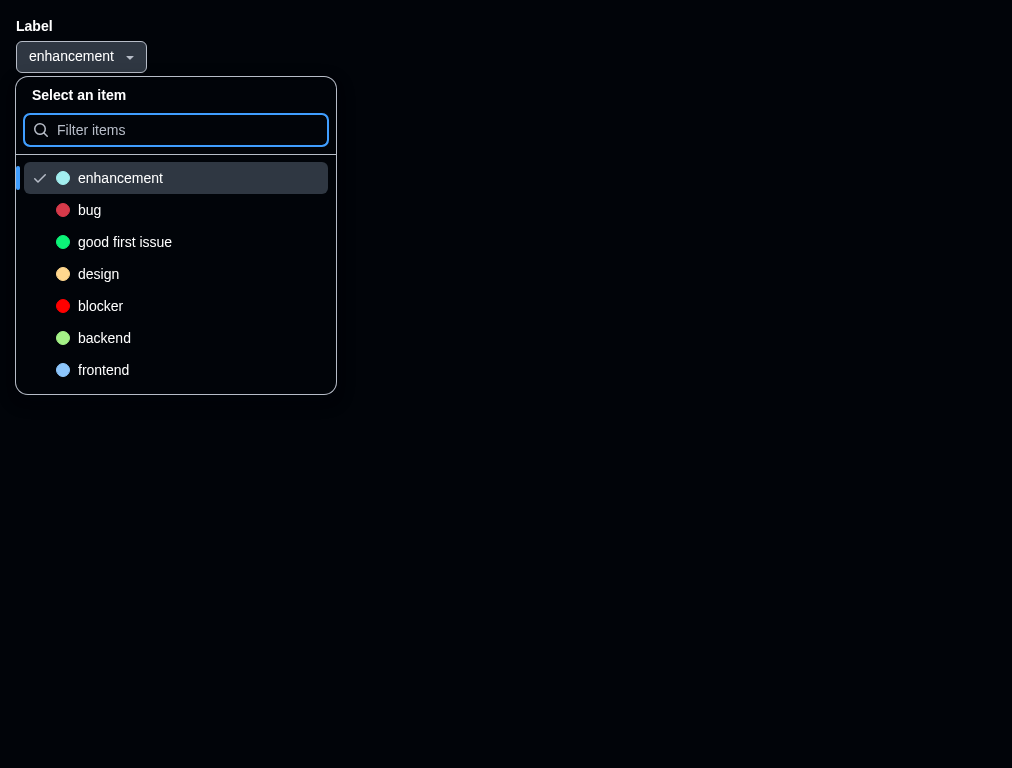 Label
enhancement
Select an item
Filter items
enhancement
bug
good first issue
design
blocker
backend
frontend